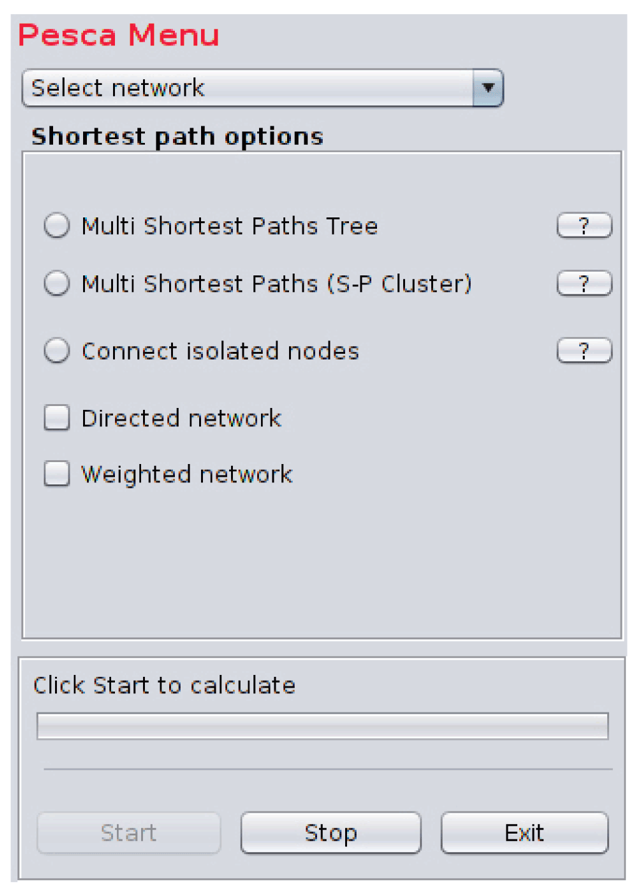 Pesca Menu
Select network
Shortest path options
Multi Shortest Paths Tree ?
Multi Shortest Paths (S-P Cluster) ?
Connect isolated nodes ?
Directed network
Weighted network
Click Start to calculate
Start Stop Exit